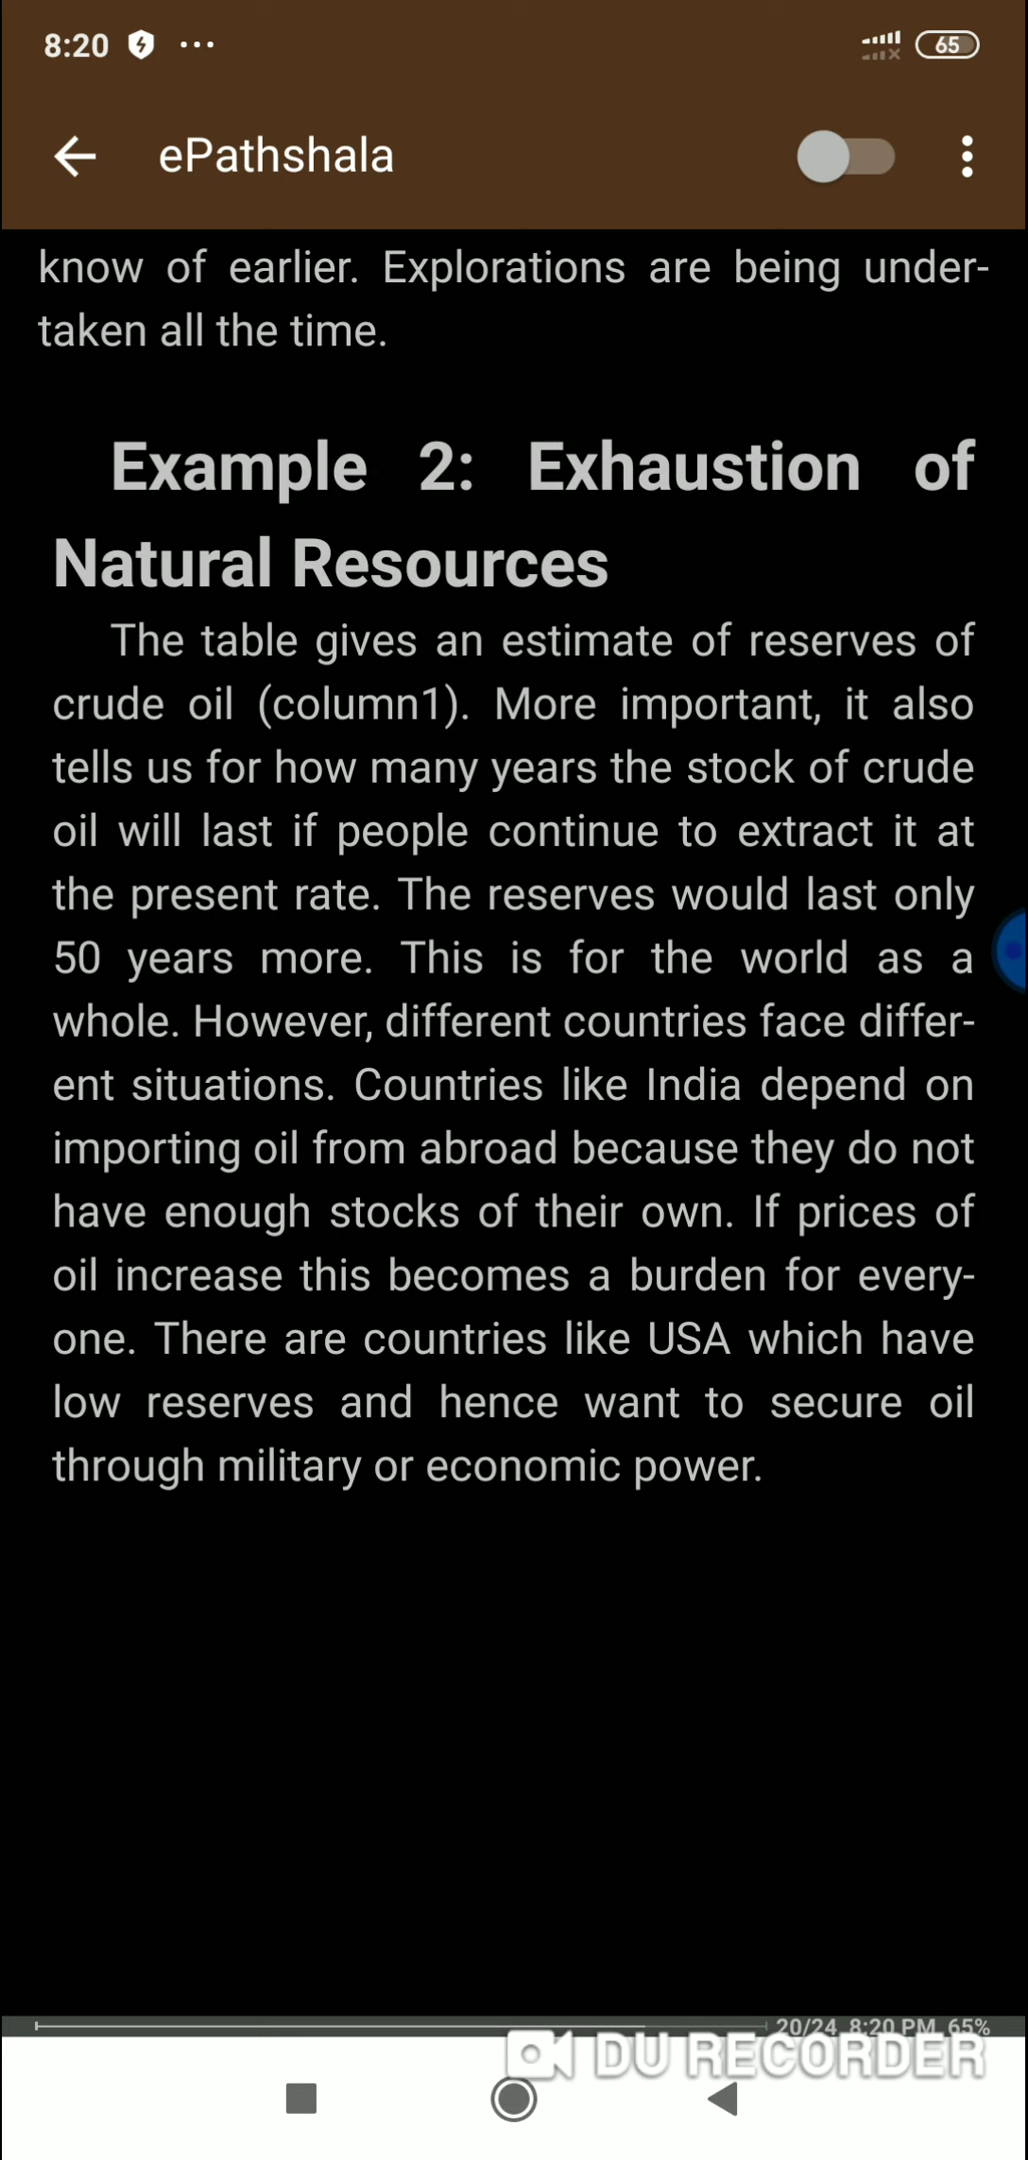 8:20
65
ePathshala
know of earlier. Explorations are being under-
taken all the time.
Example 2: Exhaustion of
Natural Resources
The table gives an estimate of reserves of
crude oil (column1). More important, it also
tells us for how many years the stock of crude
oil will last if people continue to extract it at
the present rate. The reserves would last only
50 years more. This is for the world as a
whole. However, different countries face differ-
ent situations. Countries like India depend on
importing oil from abroad because they do not
have enough stocks of their own. If prices of
oil increase this becomes a burden for every-
one. There are countries like USA which have
low reserves and hence want to secure oil
through military or economic power.
20/24 8:20 PM 65%
DU RECORDER